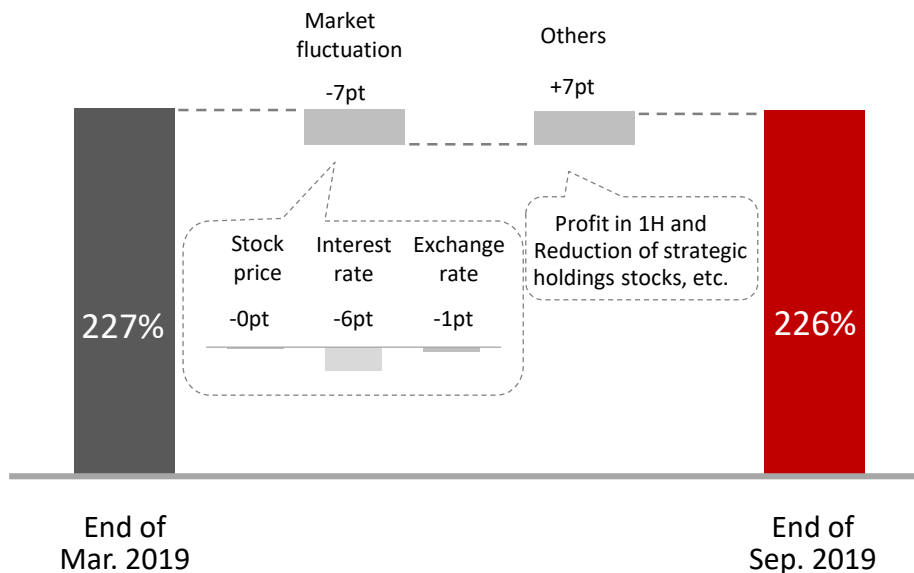 Market
fluctuation
-7pt
Others
+7pt
Stock
price
-0pt
Interest
rate
-6pt
Exchange
rate
-1pt
Profit in 1H and
Reduction of strategic
holdings stocks, etc.
227%
226%
End of
Mar. 2019
End of
Sep. 2019